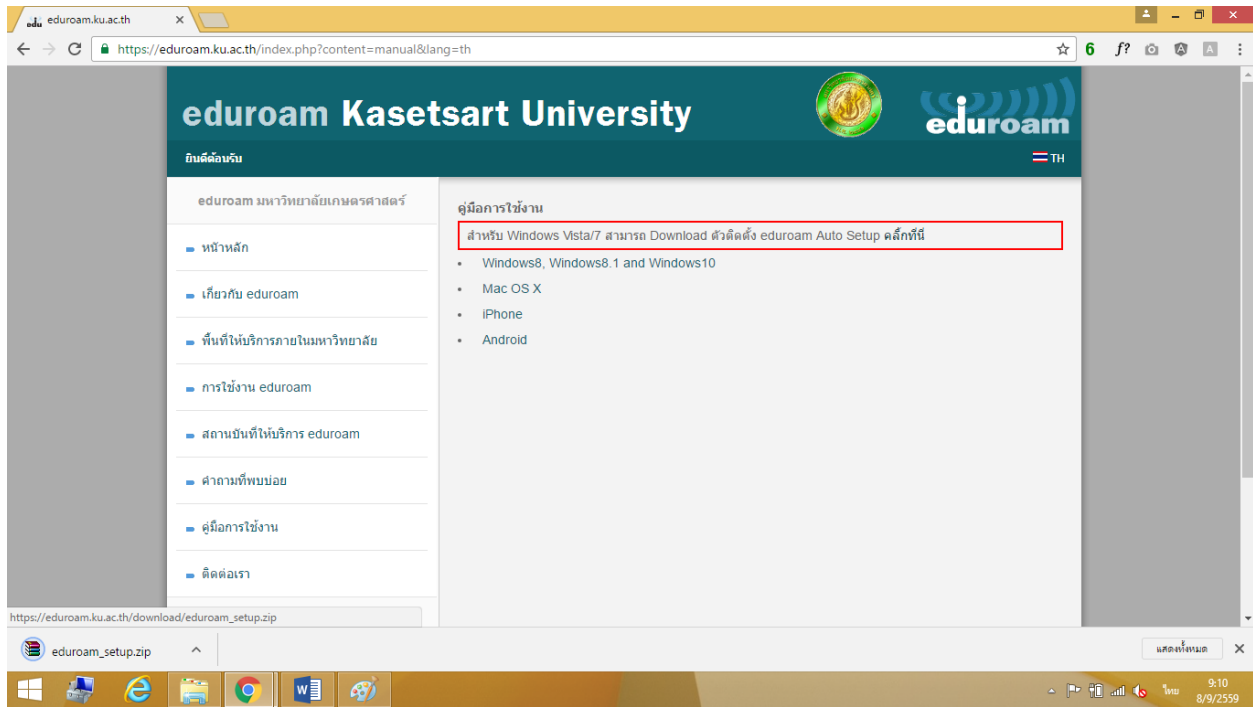 eduroam.ku.ac.th
https://eduroam.ku.ac.th/index.php?content=manual&lang=th
6 f?
eduroam Kasetsart University
eduroam
ยินดีต้อนรับ
TH
eduroam มหาวิทยาลัยเกษตรศาสตร์
หน้าหลัก
เกี่ยวกับ eduroam
พื้นที่ให้บริการภายในมหาวิทยาลัย
การใช้งาน eduroam
สถานบันที่ให้บริการ eduroam
คำถามที่พบบ่อย
คู่มือการใช้งาน
ติดต่อเรา
คู่มือการใช้งาน
สำหรับ Windows Vista/7 สามารถ Download ตัวติดตั้ง eduroam Auto Setup คลิ๊กที่นี่
• Windows8, Windows8.1 and Windows10
• Mac OS X
• iPhone
• Android
https://eduroam.ku.ac.th/download/eduroam_setup.zip
eduroam_setup.zip
แสดงทั้งหมด
ไทย
9:10
8/9/2559